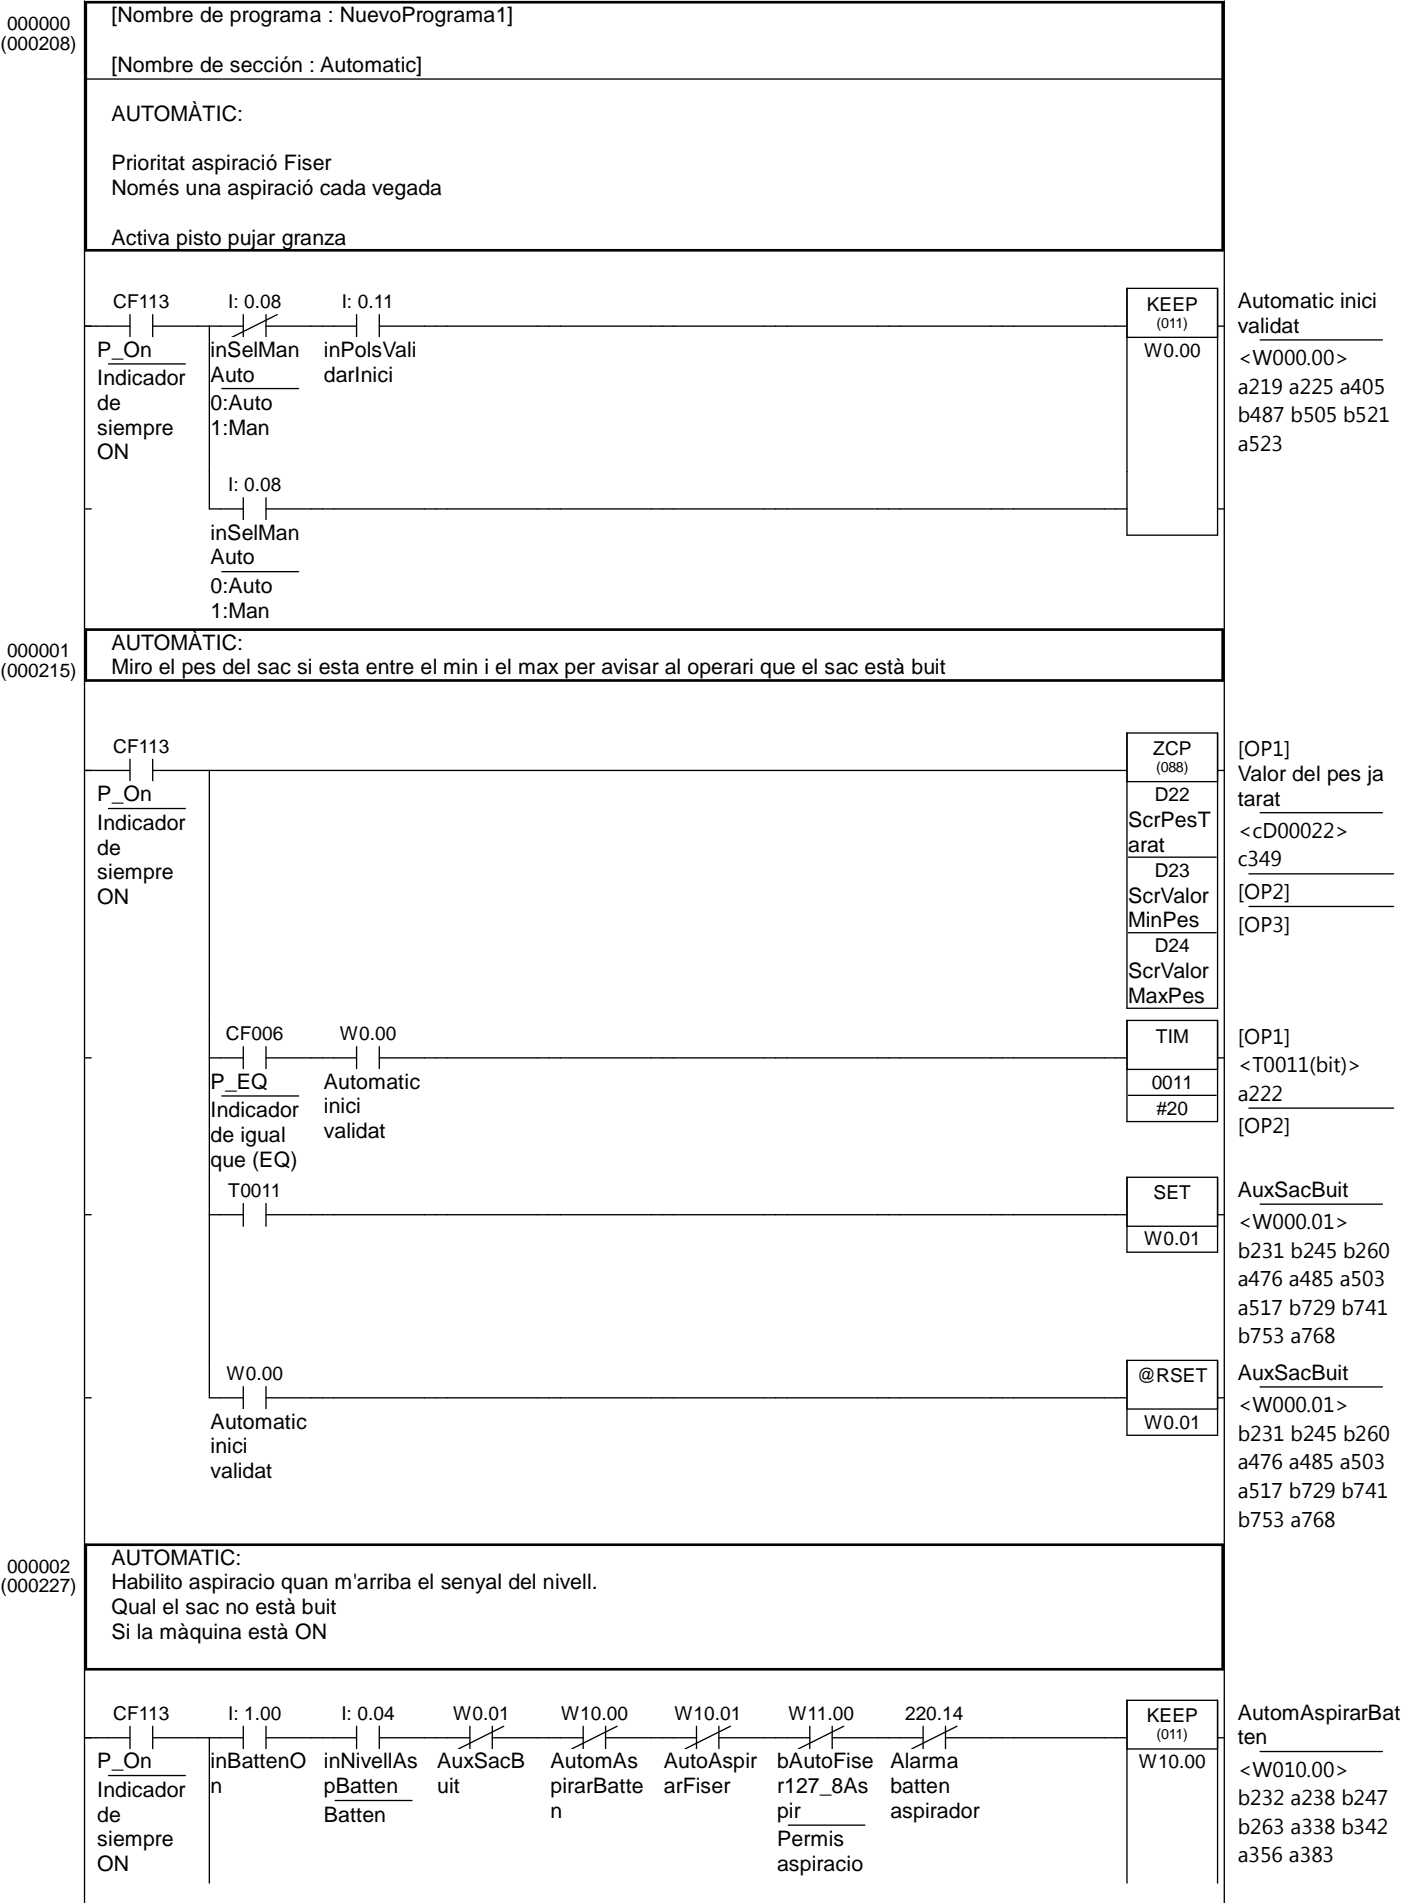 000000
(000208)
[Nombre de programa : NuevoPrograma1]
[Nombre de sección : Automatic]
AUTOMÀTIC:
Prioritat aspiració Fiser
Només una aspiració cada vegada
Activa pisto pujar granza
CF113
P_On
Indicador
de
siempre
ON
I: 0.08
inSelMan
Auto
0:Auto
1:Man
I: 0.11
inPolsVali
darInici
KEEP
(011)
W0.00
Automatic inici
validat
<W000.00>
a219 a225 a405
b487 b505 b521
a523
I: 0.08
inSelMan
Auto
0:Auto
1:Man
000001
(000215)
AUTOMÀTIC:
Miro el pes del sac si esta entre el min i el max per avisar al operari que el sac està buit
CF113
P_On
Indicador
de
siempre
ON
ZCP
(088)
D22
ScrPesT
arat
D23
ScrValor
MinPes
D24
ScrValor
MaxPes
[OP1]
Valor del pes ja
tarat
<cD00022>
c349
[OP2]
[OP3]
CF006
P_EQ
Indicador
de igual
que (EQ)
W0.00
Automatic
inici
validat
TIM
0011
#20
[OP1]
<T0011(bit)>
a222
[OP2]
T0011
SET
W0.01
AuxSacBuit
<W000.01>
b231 b245 b260
a476 a485 a503
a517 b729 b741
b753 a768
W0.00
Automatic
inici
validat
@RSET
W0.01
AuxSacBuit
<W000.01>
b231 b245 b260
a476 a485 a503
a517 b729 b741
b753 a768
000002
(000227)
AUTOMATIC:
Habilito aspiracio quan m'arriba el senyal del nivell.
Qual el sac no està buit
Si la màquina està ON
CF113
P_On
Indicador
de
siempre
ON
I: 1.00
inBattenO
n
I: 0.04
inNivellAs
pBatten
Batten
W0.01
AuxSacB
uit
W10.00
AutomAs
pirarBatte
n
W10.01
AutoAspir
arFiser
W11.00
bAutoFise
r127_8As
pir
Permis
aspiracio
220.14
Alarma
batten
aspirador
KEEP
(011)
W10.00
AutomAspirarBat
ten
<W010.00>
b232 a238 b247
b263 a338 b342
a356 a383